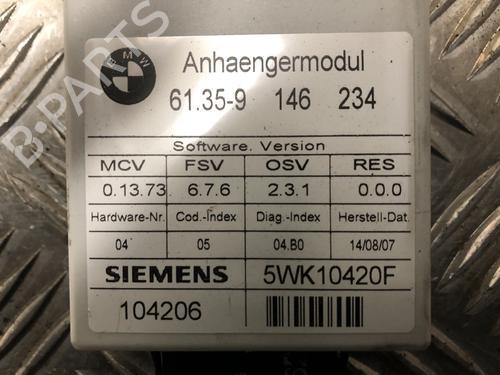 BMW
Anhaengermodul
61.35-9 146 234
Software. Version
MCV FSV OSV RES
0.13.73 6.7.6 2.3.1 0.0.0
Hardware-Nr. Cod.-Index Diag.-Index Herstell-Dat.
04 05 04.B0 14/08/07
SIEMENS 5WK10420F
104206
B-PARTS